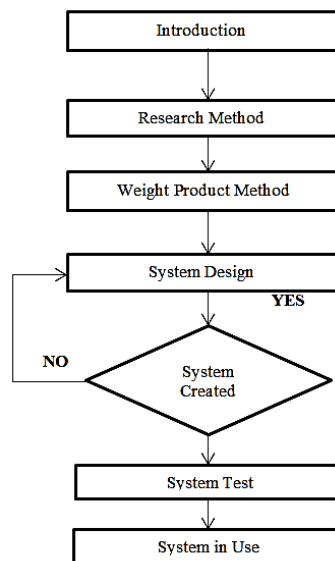 Introduction
Research Method
Weight Product Method
System Design
YES
NO
System
Created
System Test
System in Use